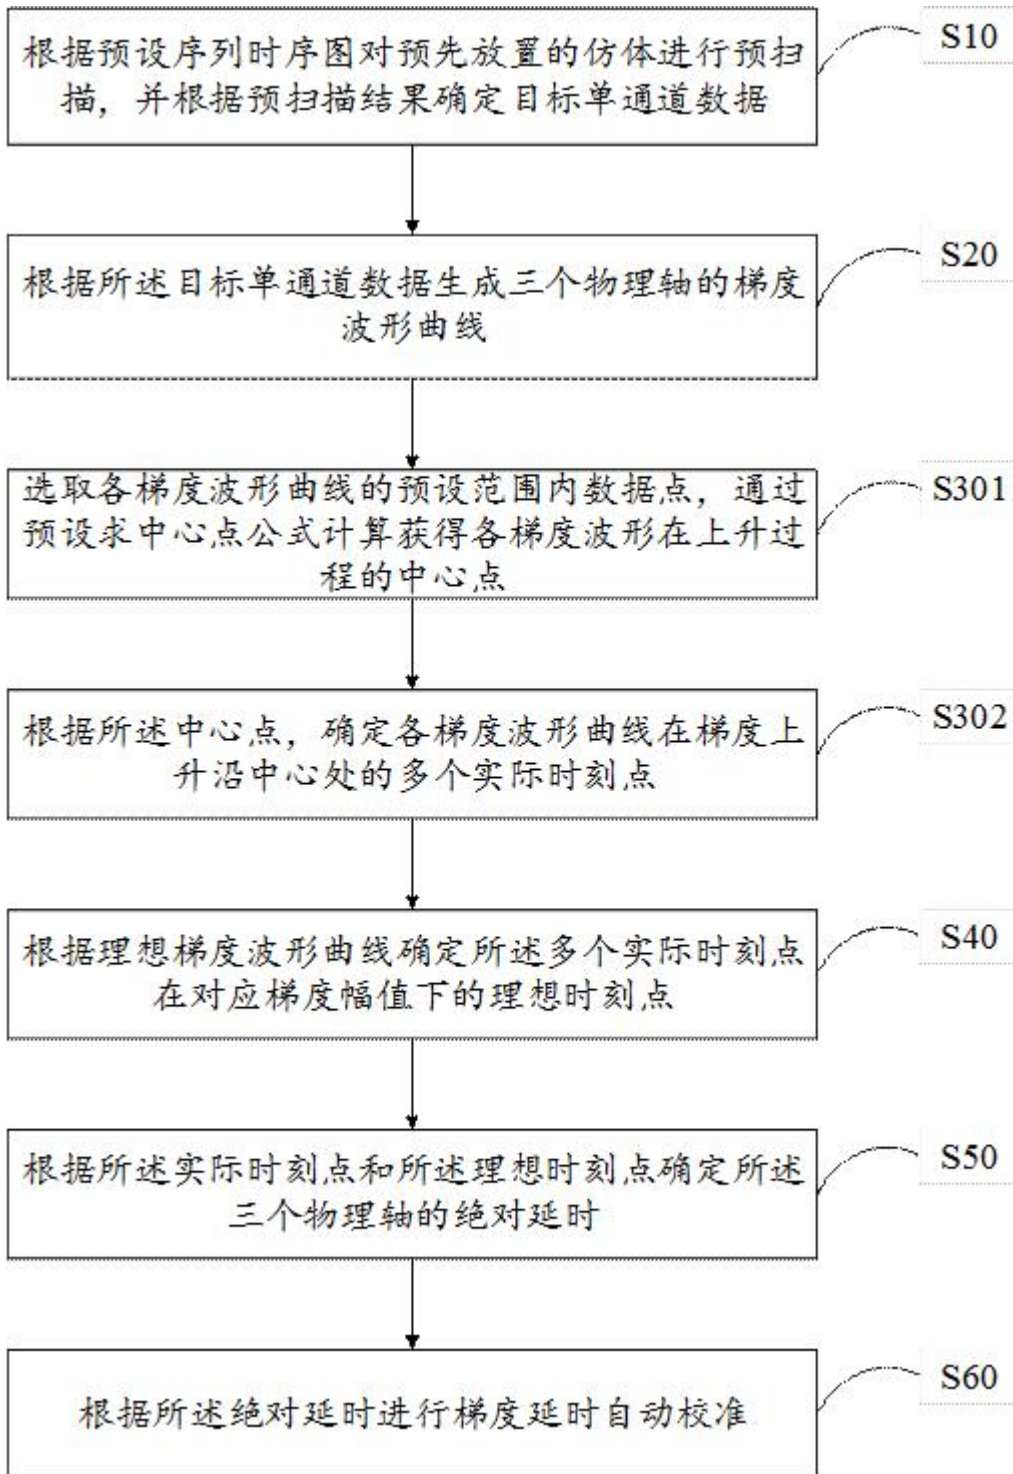 根据预设序列时序图对预先放置的仿体进行预扫
描，并根据预扫描结果确定目标单通道数据
S10
根据所述目标单通道数据生成三个物理轴的梯度
波形曲线
S20
选取各梯度波形曲线的预设范围内数据点，通过
预设求中心点公式计算获得各梯度波形在上升过
程的中心点
S301
根据所述中心点，确定各梯度波形曲线在梯度上
升沿中心处的多个实际时刻点
S302
根据理想梯度波形曲线确定所述多个实际时刻点
在对应梯度幅值下的理想时刻点
S40
根据所述实际时刻点和所述理想时刻点确定所述
三个物理轴的绝对延时
S50
根据所述绝对延时进行梯度延时自动校准
S60